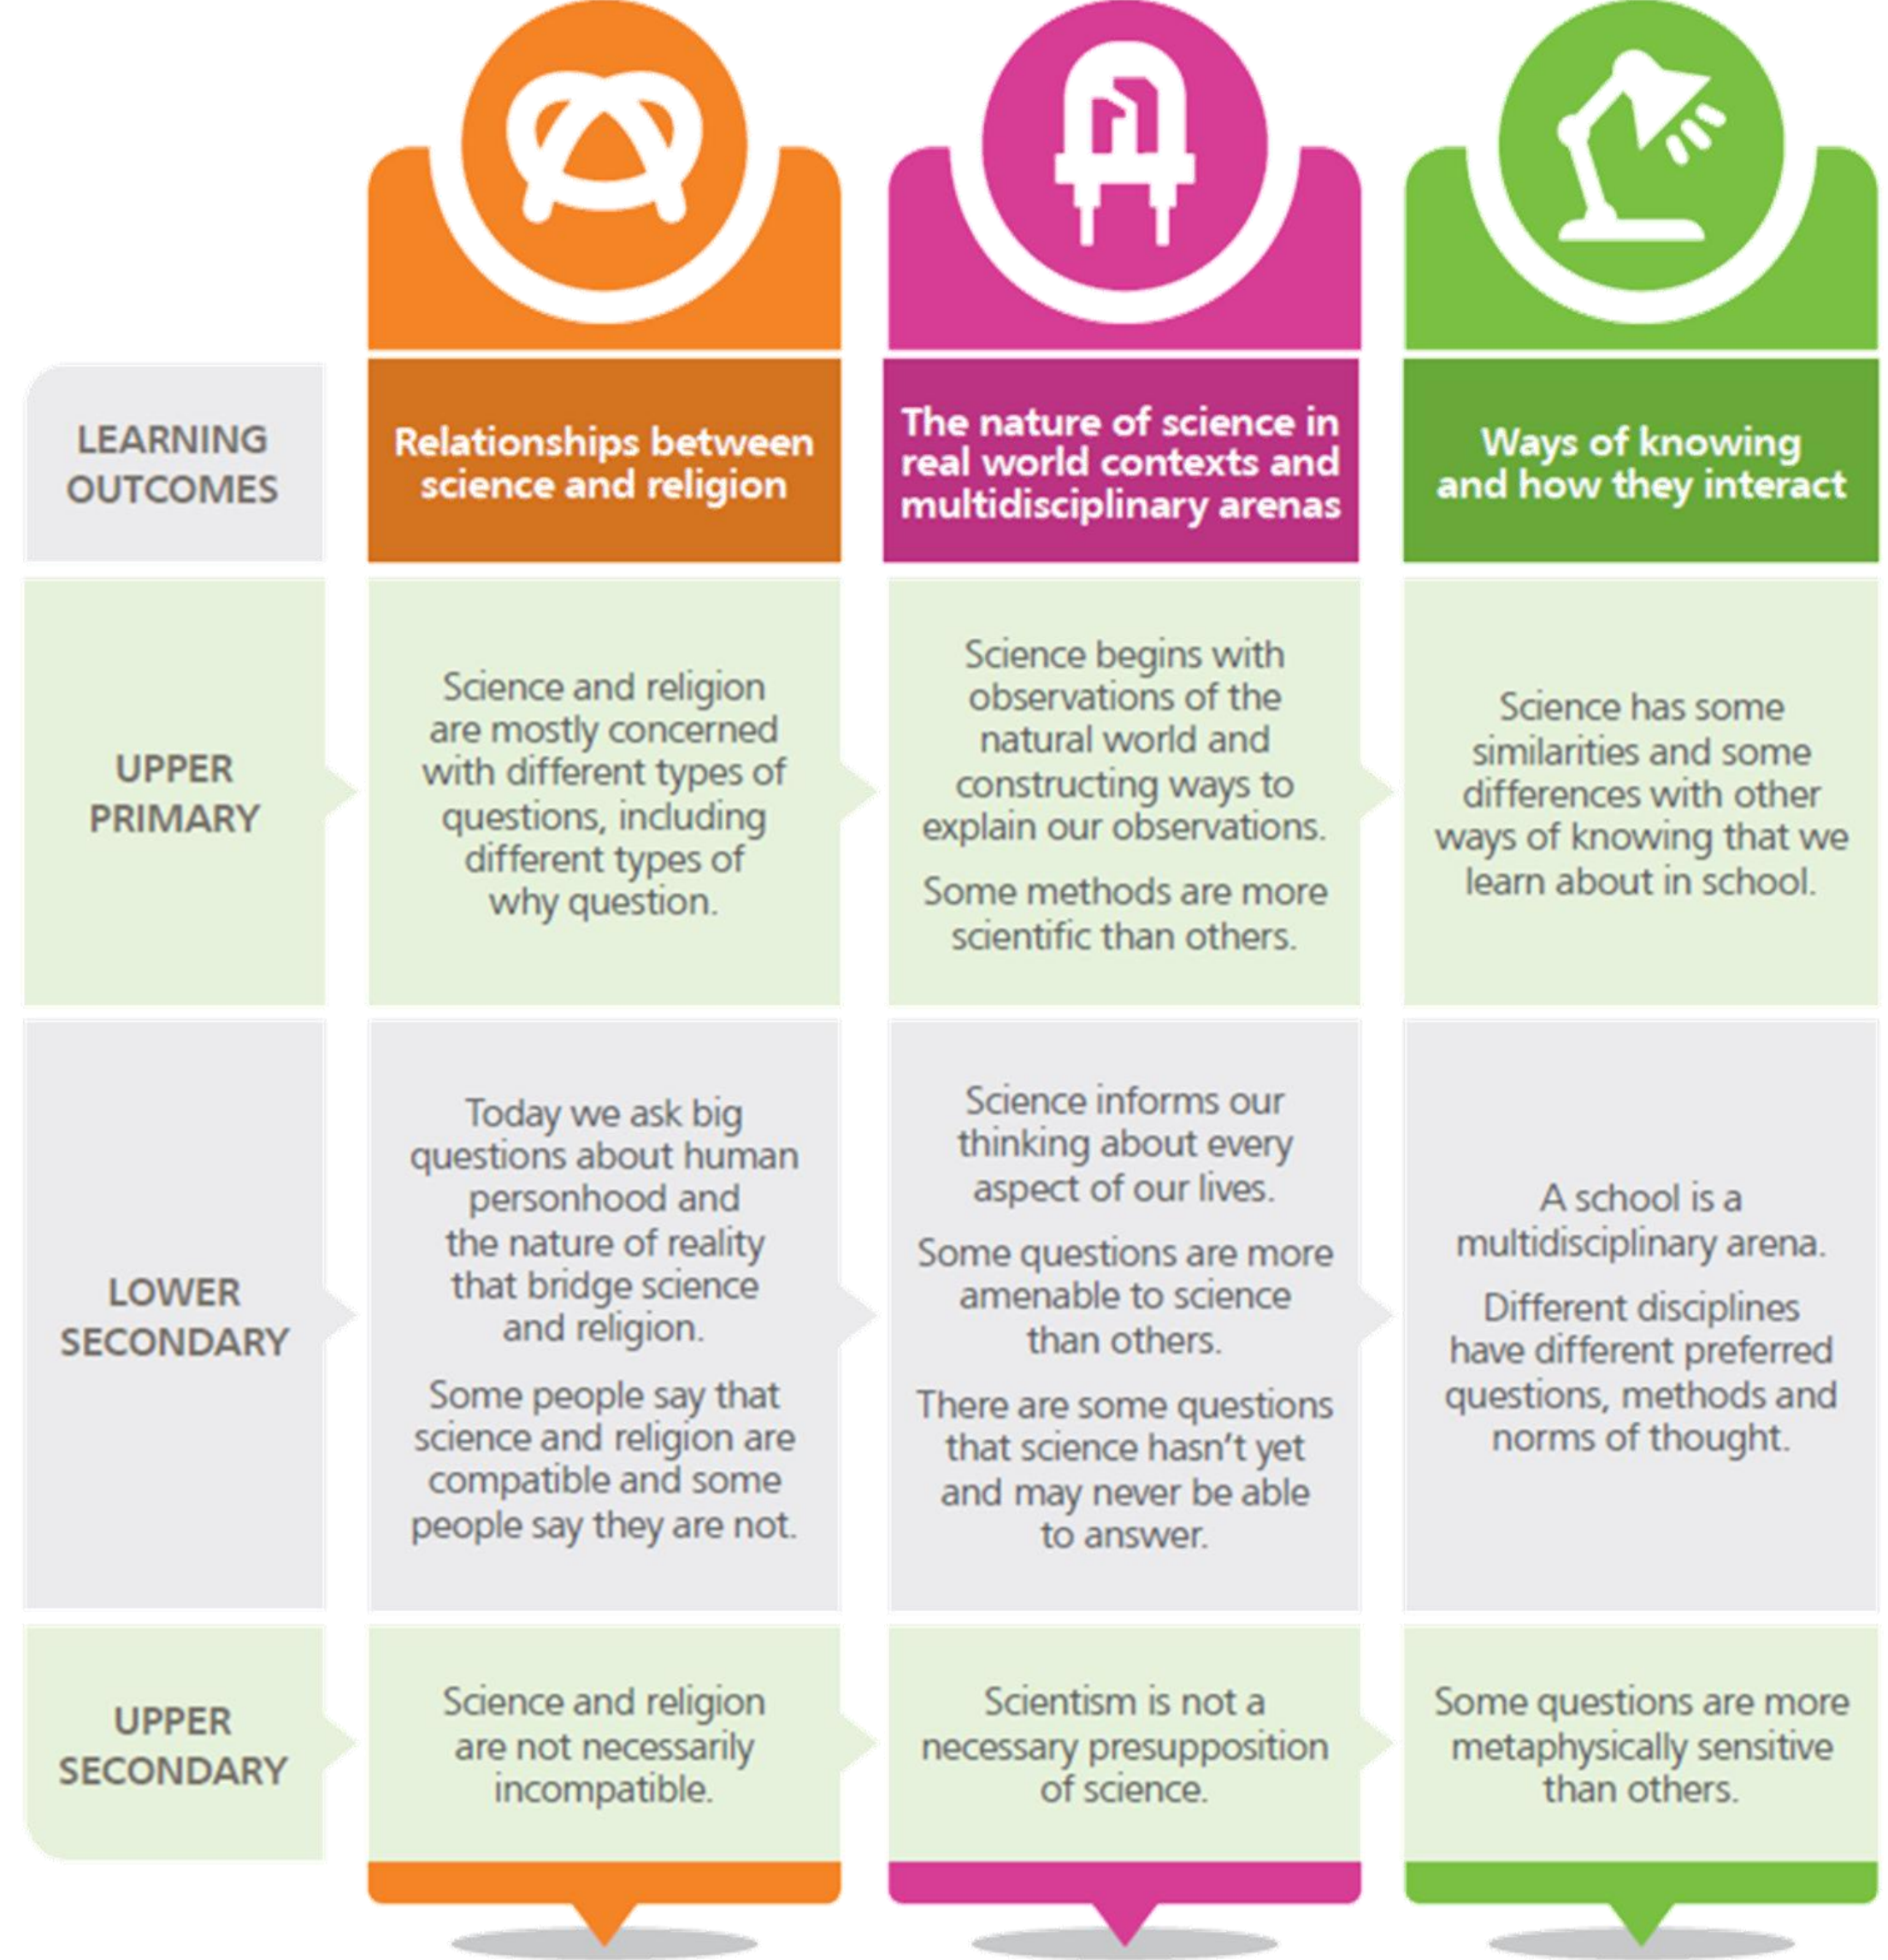 LEARNING
OUTCOMES
Relationships between
science and religion
The nature of science in
real world contexts and
multidisciplinary arenas
Ways of knowing
and how they interact
UPPER
PRIMARY
Science and religion
are mostly concerned
with different types of
questions, including
different types of
why question.
Science begins with
observations of the
natural world and
constructing ways to
explain our observations.
Some methods are more
scientific than others.
Science has some
similarities and some
differences with other
ways of knowing that we
learn about in school.
LOWER
SECONDARY
Today we ask big
questions about human
personhood and
the nature of reality
that bridge science
and religion.
Some people say that
science and religion are
compatible and some
people say they are not.
Science informs our
thinking about every
aspect of our lives.
Some questions are more
amenable to science
than others.
There are some questions
that science hasn't yet
and may never be able
to answer.
A school is a
multidisciplinary arena.
Different disciplines
have different preferred
questions, methods and
norms of thought.
UPPER
SECONDARY
Science and religion
are not necessarily
incompatible.
Scientism is not a
necessary presupposition
of science.
Some questions are more
metaphysically sensitive
than others.